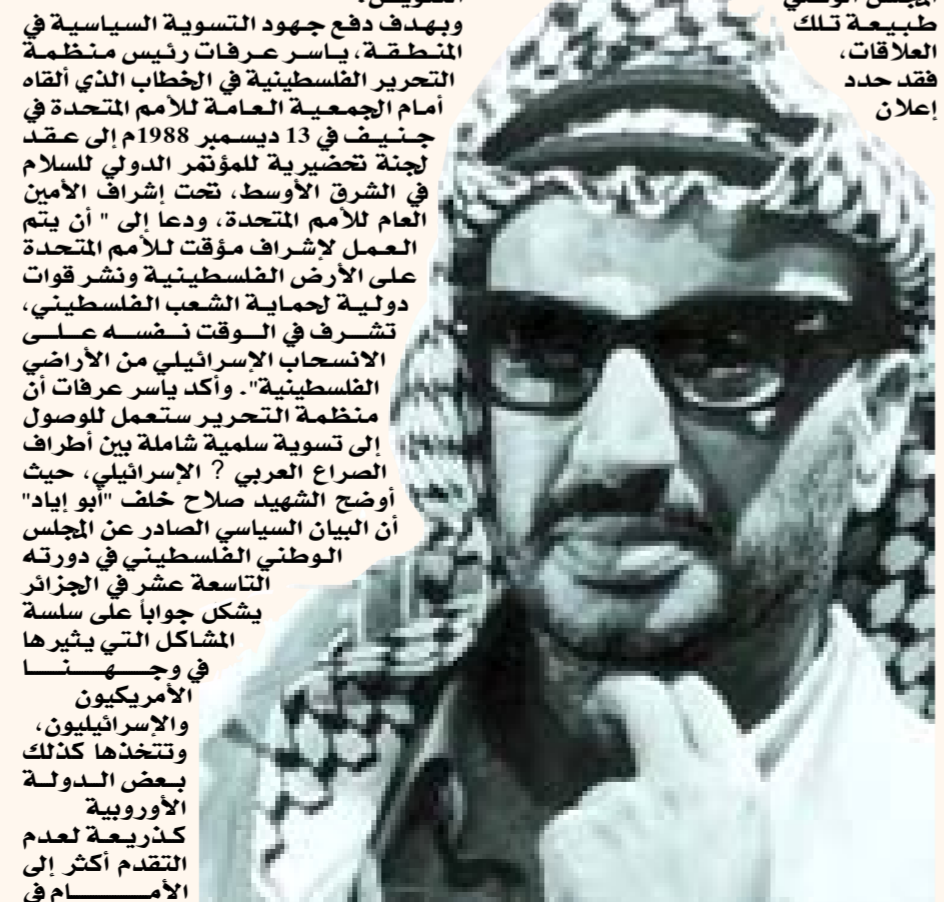 طبيعة تلك
العلاقات،
فقد حدد
إعلان
وبهدف دفع جهود التسوية السياسية في
المنطقة، ياسر عرفات رئيس منظمة
التحرير الفلسطينية في الخطاب الذي ألقاه
أمام الجمعية العامة للأمم المتحدة في
جنيف في 13 ديسمبر 1988م إلى عقد
لجنة تحضيرية للمؤتمر الدولي للسلام
في الشرق الأوسط، تحت إشراف الأمين
العام للأمم المتحدة، ودعا إلى " أن يتم
العمل لإشراف مؤقت للأمم المتحدة
على الأرض الفلسطينية ونشر قوات
دولية لحماية الشعب الفلسطيني،
تشرف في الوقت نفسه على
الانسحاب الإسرائيلي من الأراضي
الفلسطينية". وأكد ياسر عرفات أن
منظمة التحرير ستعمل للوصول
إلى تسوية سلمية شاملة بين أطراف
الصراع العربي ? الإسرائيلي، حيث
أوضح الشهيد صلاح خلف "أبو إياد"
أن البيان السياسي الصادر عن المجلس
الوطني الفلسطيني في دورته
التاسعة عشر في الجزائر
يشكل جواباً على سلسة
المشاكل التي يثيرها
في وجهنا
الأمريكيون
والإسرائيليون،
وتتخذها كذلك
بعض الدولة
الأوروبية
كذريعة لعدم
التقدم أكثر إلى
الأمام في